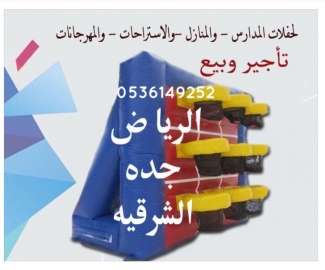 لحفلات المدارس - والمنازل -والاستراحات - والمهرجانات
تأجير وبيع
0536149252
الرياض
جده
الشرقيه